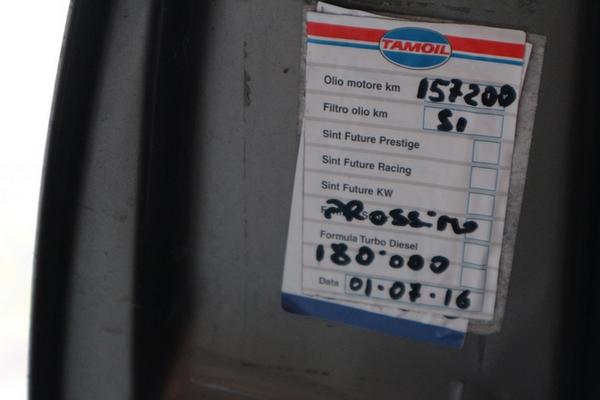 TAMOIL
Olio motore km 157200
Filtro olio km SI
Sint Future Prestige
Sint Future Racing
Sint Future KW
PROSSIMO
Formula Turbo Diesel
180.000
Data 01.07.16